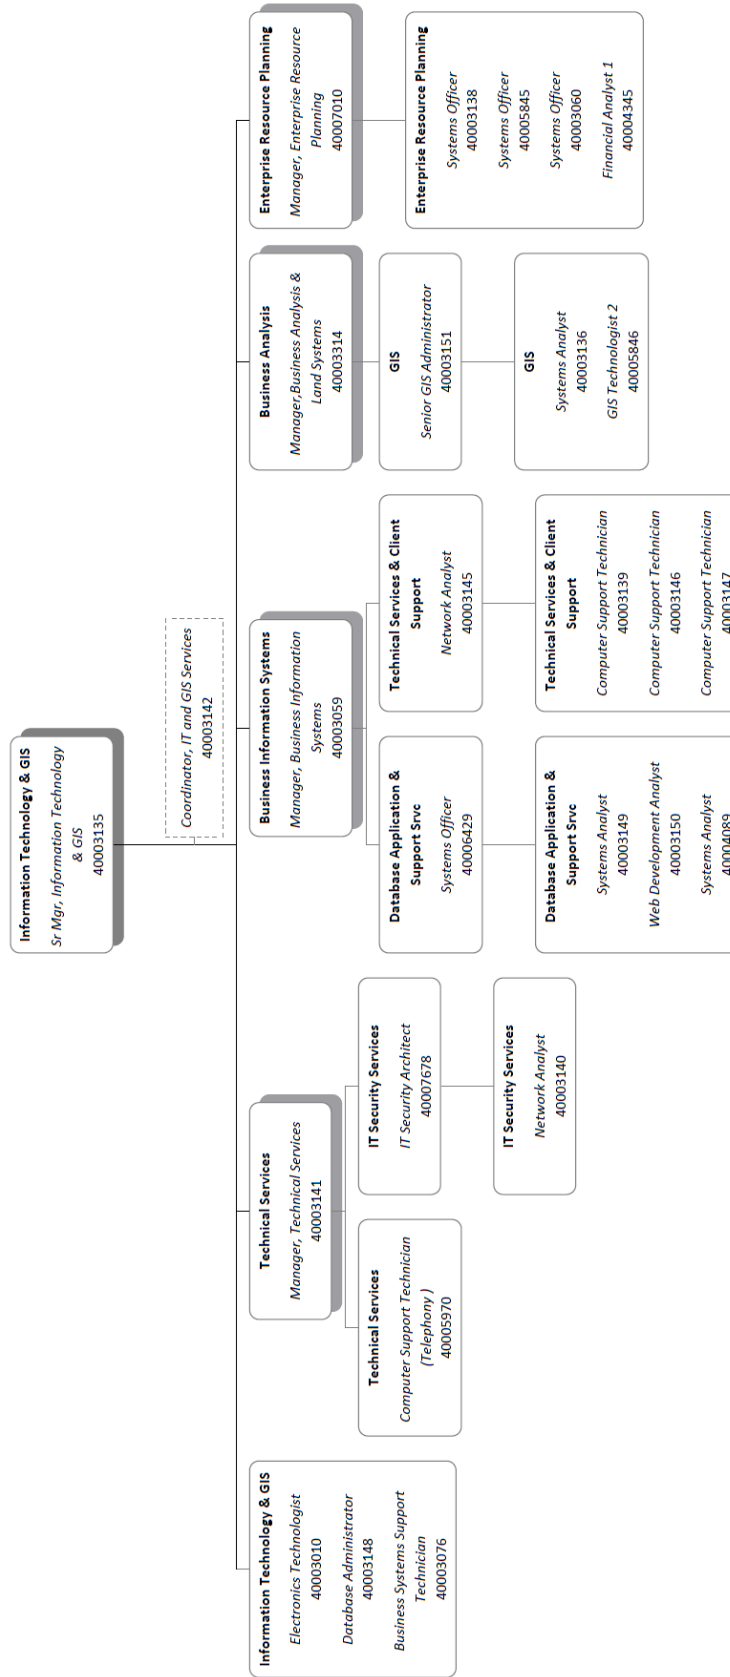 Information Technology & GIS
Sr Mgr, Information Technology
& GIS
40003135
Coordinator, IT and GIS Services
40003142
Information Technology & GIS
Electronics Technologist
40003010
Database Administrator
40003148
Business Systems Support
Technician
40003076
Technical Services
Manager, Technical Services
40003141
Technical Services
Computer Support Technician
(Telephony )
40005970
IT Security Services
IT Security Architect
40007678
IT Security Services
Network Analyst
40003140
Business Information Systems
Manager, Business Information
Systems
40003059
Database Application &
Support Srvc
Systems Officer
40006429
Database Application &
Support Srvc
Systems Analyst
40003149
Web Development Analyst
40003150
Systems Analyst
40004089
Technical Services & Client
Support
Network Analyst
40003145
Technical Services & Client
Support
Computer Support Technician
40003139
Computer Support Technician
40003146
Computer Support Technician
40003147
Business Analysis
Manager,Business Analysis &
Land Systems
40003314
GIS
Senior GIS Administrator
40003151
GIS
Systems Analyst
40003136
GIS Technologist 2
40005846
Enterprise Resource Planning
Manager, Enterprise Resource
Planning
40007010
Enterprise Resource Planning
Systems Officer
40003138
Systems Officer
40005845
Systems Officer
40003060
Financial Analyst 1
40004345